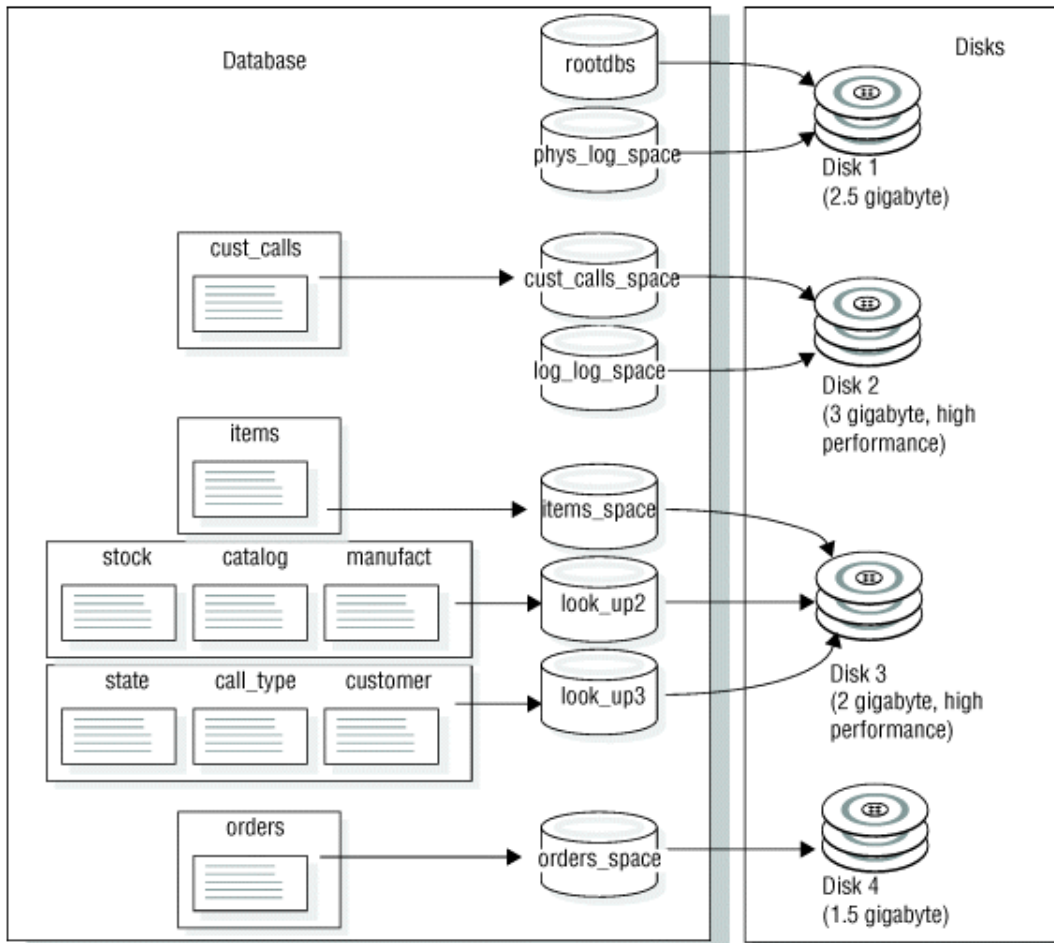 Database
Disks
rootdbs
phys_log_space
Disk 1
(2.5 gigabyte)
cust_calls
cust_calls_space
log_log_space
Disk 2
(3 gigabyte, high
performance)
items
items_space
stock catalog manufact
look_up2
state call_type customer
look_up3
Disk 3
(2 gigabyte, high
performance)
orders
orders_space
Disk 4
(1.5 gigabyte)